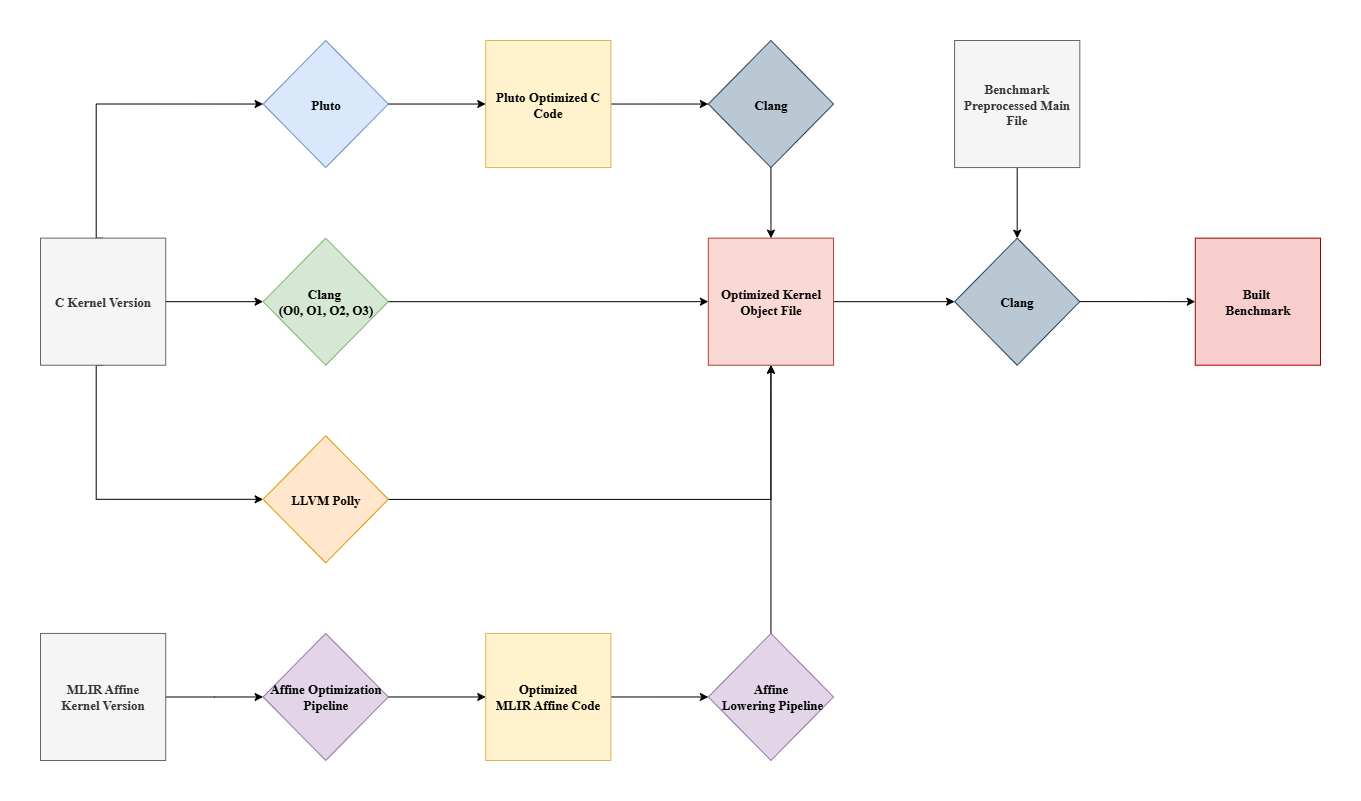 Pluto
Pluto Optimized C
Code
Clang
Benchmark
Preprocessed Main
File
C Kernel Version
Clang
(O0, O1, O2, O3)
Optimized Kernel
Object File
Clang
Built
Benchmark
LLVM Polly
MLIR Affine
Kernel Version
Affine Optimization
Pipeline
Optimized
MLIR Affine Code
Affine
Lowering Pipeline